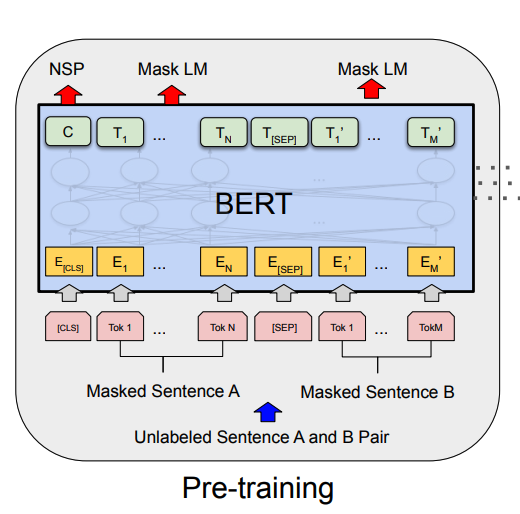 NSP Mask LM Mask LM
C T1 ... TN T[SEP] T1' ... TM'
...
...
BERT
E[CLS] E1 ... EN E[SEP] E1' ... EM'
[CLS] Tok 1 ... Tok N [SEP] Tok 1 ... TokM
Masked Sentence A Masked Sentence B
Unlabeled Sentence A and B Pair
Pre-training